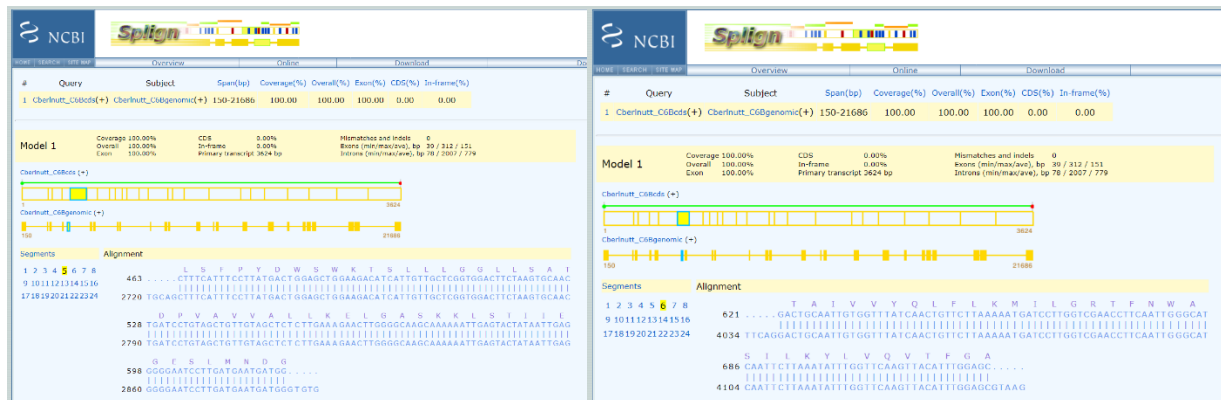 NCBI
Splign
HOME | SEARCH | SITE MAP Overview Online Download Do
# Query Subject Span(bp) Coverage(%) Overall(%) Exon(%) CDS(%) In-frame(%)
1 Cberlnutt_C6Bcds(+) Cberlnutt_C6Bgenomic(+) 150-21686 100.00 100.00 100.00 0.00 0.00
Model 1
Coverage 100.00% CDS 0.00% Mismatches and indels 0
Overall 100.00% In-frame 0.00% Exons (min/max/ave), bp 39 / 312 / 151
Exon 100.00% Primary transcript 3624 bp Introns (min/max/ave), bp 78 / 2007 / 779
Cberlnutt_C6Bcds (+)
1 3624
Cberlnutt_C6Bgenomic (+)
150 21686
Segments Alignment
1 2 3 4 5 6 7 8
9 10 11 12 13 14 15 16
17 18 19 20 21 22 23 24
L S F P Y D W S W K T S L L L G G L L S A T
463 .....CTTTCATTTCCTTATGACTGGAGCTGGAAGACATCATTGTTGCTCGGTGGACTTCTAAGTGCAAC
2720 TGCAGCTTTCATTTCCTTATGACTGGAGCTGGAAGACATCATTGTTGCTCGGTGGACTTCTAAGTGCAAC
D P V A V V A L L K E L G A S K K L S T I I E
528 TGATCCTGTAGCTGTTGTAGCTCTCTTGAAAGAACTTGGGGCAAGCAAAAAATTGAGTACTATAATTGAG
2790 TGATCCTGTAGCTGTTGTAGCTCTCTTGAAAGAACTTGGGGCAAGCAAAAAATTGAGTACTATAATTGAG
G E S L M N D G
598 GGGGAATCCTTGATGAATGATGG.....
2860 GGGGAATCCTTGATGAATGATGGGTGTG
NCBI
Splign
HOME | SEARCH | SITE MAP Overview Online Download
# Query Subject Span(bp) Coverage(%) Overall(%) Exon(%) CDS(%) In-frame(%)
1 Cberlnutt_C6Bcds(+) Cberlnutt_C6Bgenomic(+) 150-21686 100.00 100.00 100.00 0.00 0.00
Model 1
Coverage 100.00% CDS 0.00% Mismatches and indels 0
Overall 100.00% In-frame 0.00% Exons (min/max/ave), bp 39 / 312 / 151
Exon 100.00% Primary transcript 3624 bp Introns (min/max/ave), bp 78 / 2007 / 779
Cberlnutt_C6Bcds (+)
1 3624
Cberlnutt_C6Bgenomic (+)
150 21686
Segments Alignment
1 2 3 4 5 6 7 8
9 10 11 12 13 14 15 16
17 18 19 20 21 22 23 24
T A I V V Y Q L F L K M I L G R T F N W A
621 .....GACTGCAATTGTGGTTTATCAACTGTTCTTAAAAATGATCCTTGGTCGAACCTTCAATTGGGCAT
4034 TTCAGGACTGCAATTGTGGTTTATCAACTGTTCTTAAAAATGATCCTTGGTCGAACCTTCAATTGGGCAT
S I L K Y L V Q V T F G A
686 CAATTCTTAAATATTTGGTTCAAGTTACATTTGGAGC.....
4104 CAATTCTTAAATATTTGGTTCAAGTTACATTTGGAGCGTAAG